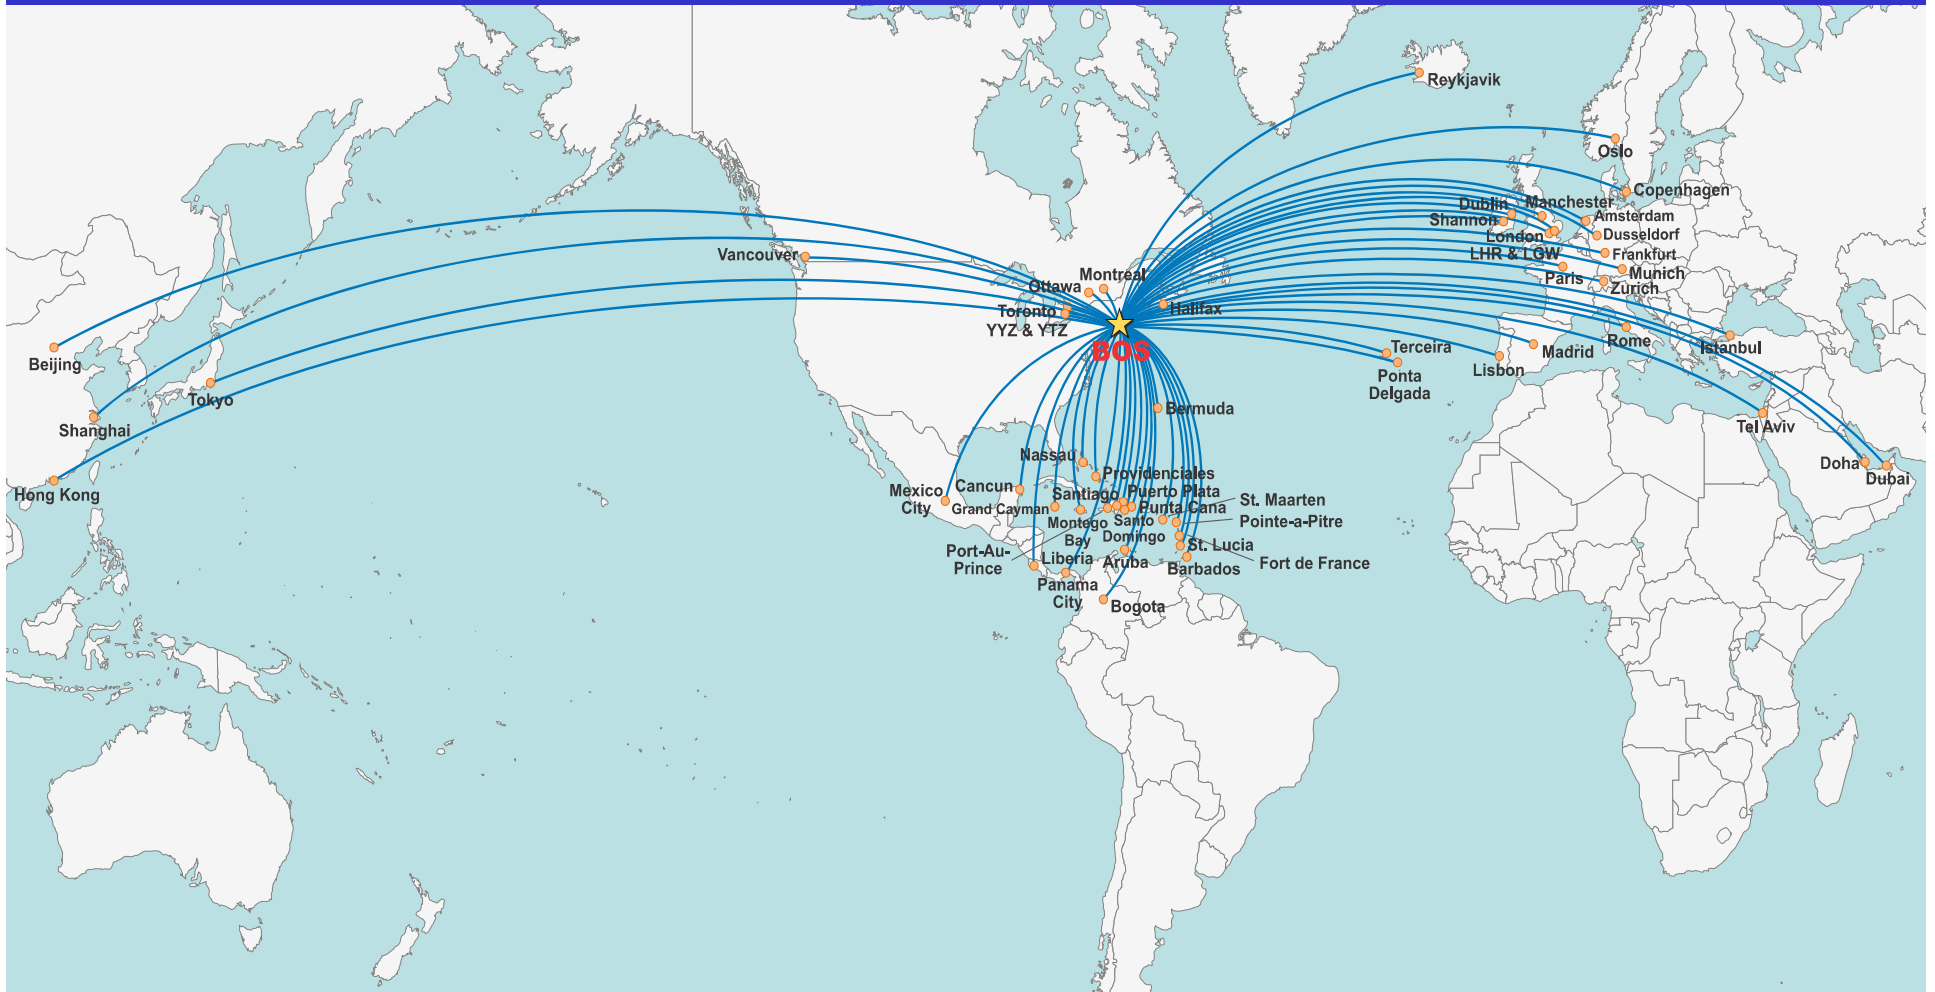 Reykjavik
Oslo
Copenhagen
Dublin
Manchester
Shannon
Amsterdam
London
LHR & LGW
Dusseldorf
Frankfurt
Paris
Munich
Zurich
Vancouver
Montreal
Ottawa
Toronto
YYZ & YTZ
Halifax
BOS
Terceira
Ponta
Delgada
Lisbon
Madrid
Rome
Istanbul
Tel Aviv
Doha
Dubai
Beijing
Tokyo
Shanghai
Hong Kong
Bermuda
Nassau
Providenciales
Mexico
City
Cancun
Grand Cayman
Santiago
Puerto Plata
Punta Cana
Montego
Bay
Santo
Domingo
St. Maarten
Pointe-a-Pitre
Port-Au-
Prince
Liberia
Aruba
St. Lucia
Barbados
Fort de France
Panama
City
Bogota